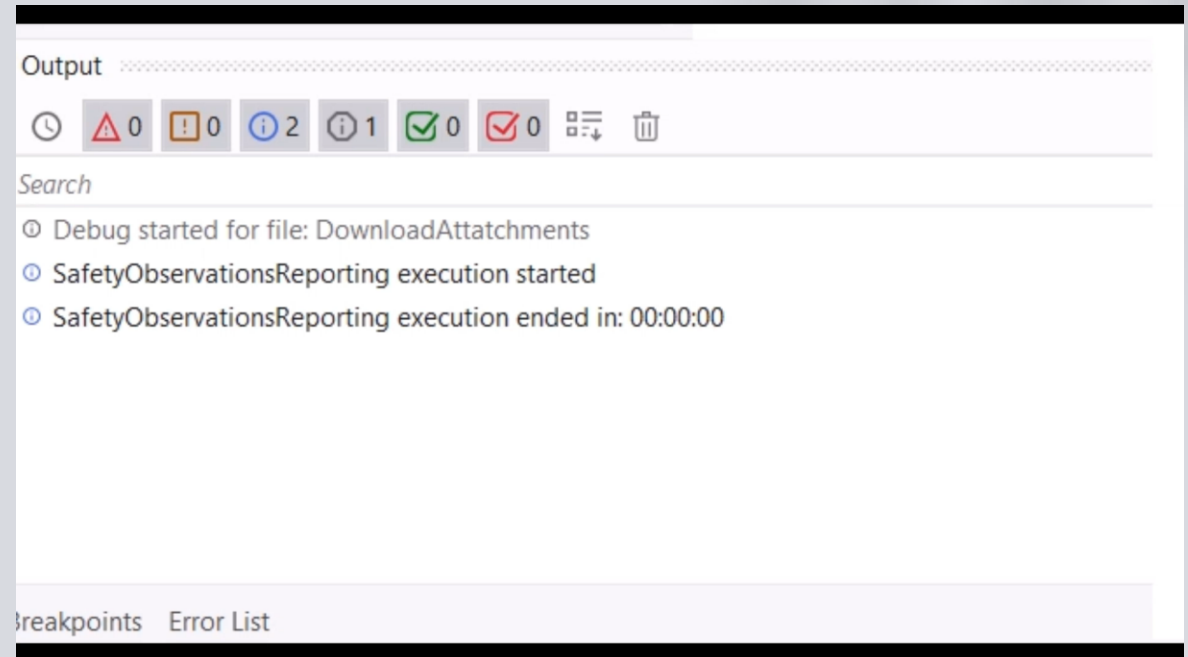 Output
0 0 2 1 0 0
Search
Debug started for file: DownloadAttatchments
SafetyObservationsReporting execution started
SafetyObservationsReporting execution ended in: 00:00:00
Breakpoints Error List